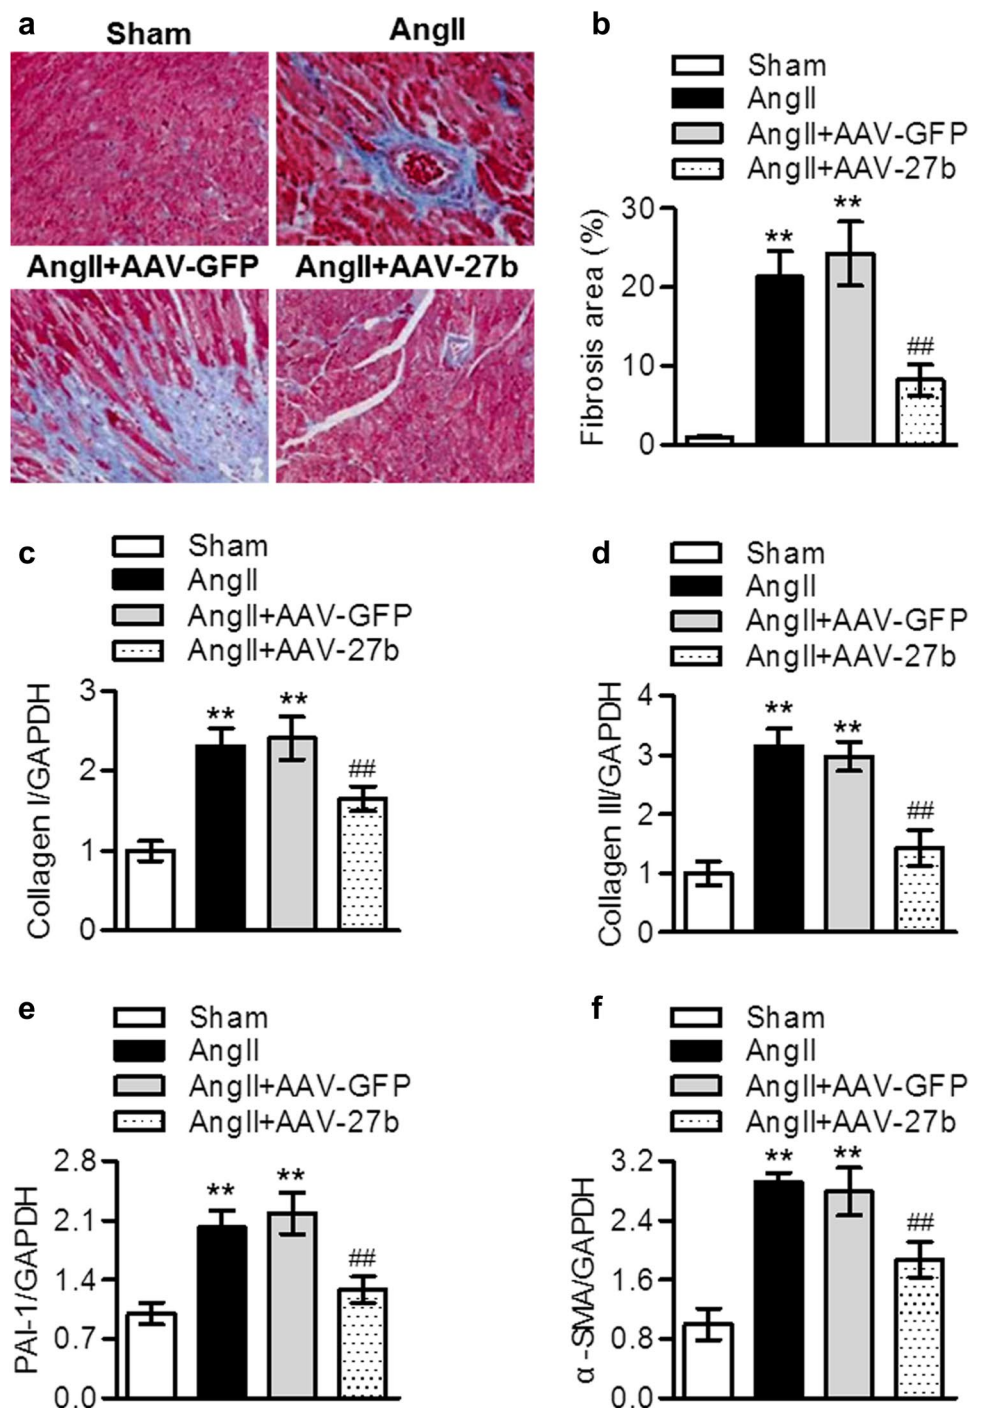 a
Sham
AngII
AngII+AAV-GFP
AngII+AAV-27b
b
Sham
AngII
AngII+AAV-GFP
AngII+AAV-27b
Fibrosis area (%)
30
20
10
0
**
**
##
c
Sham
AngII
AngII+AAV-GFP
AngII+AAV-27b
Collagen I/GAPDH
3
2
1
0
**
**
##
d
Sham
AngII
AngII+AAV-GFP
AngII+AAV-27b
Collagen III/GAPDH
4
3
2
1
0
**
**
##
e
Sham
AngII
AngII+AAV-GFP
AngII+AAV-27b
PAI-1/GAPDH
2.8
2.1
1.4
0.7
0.0
**
**
##
f
Sham
AngII
AngII+AAV-GFP
AngII+AAV-27b
α-SMA/GAPDH
3.2
2.4
1.6
0.8
0.0
**
**
##